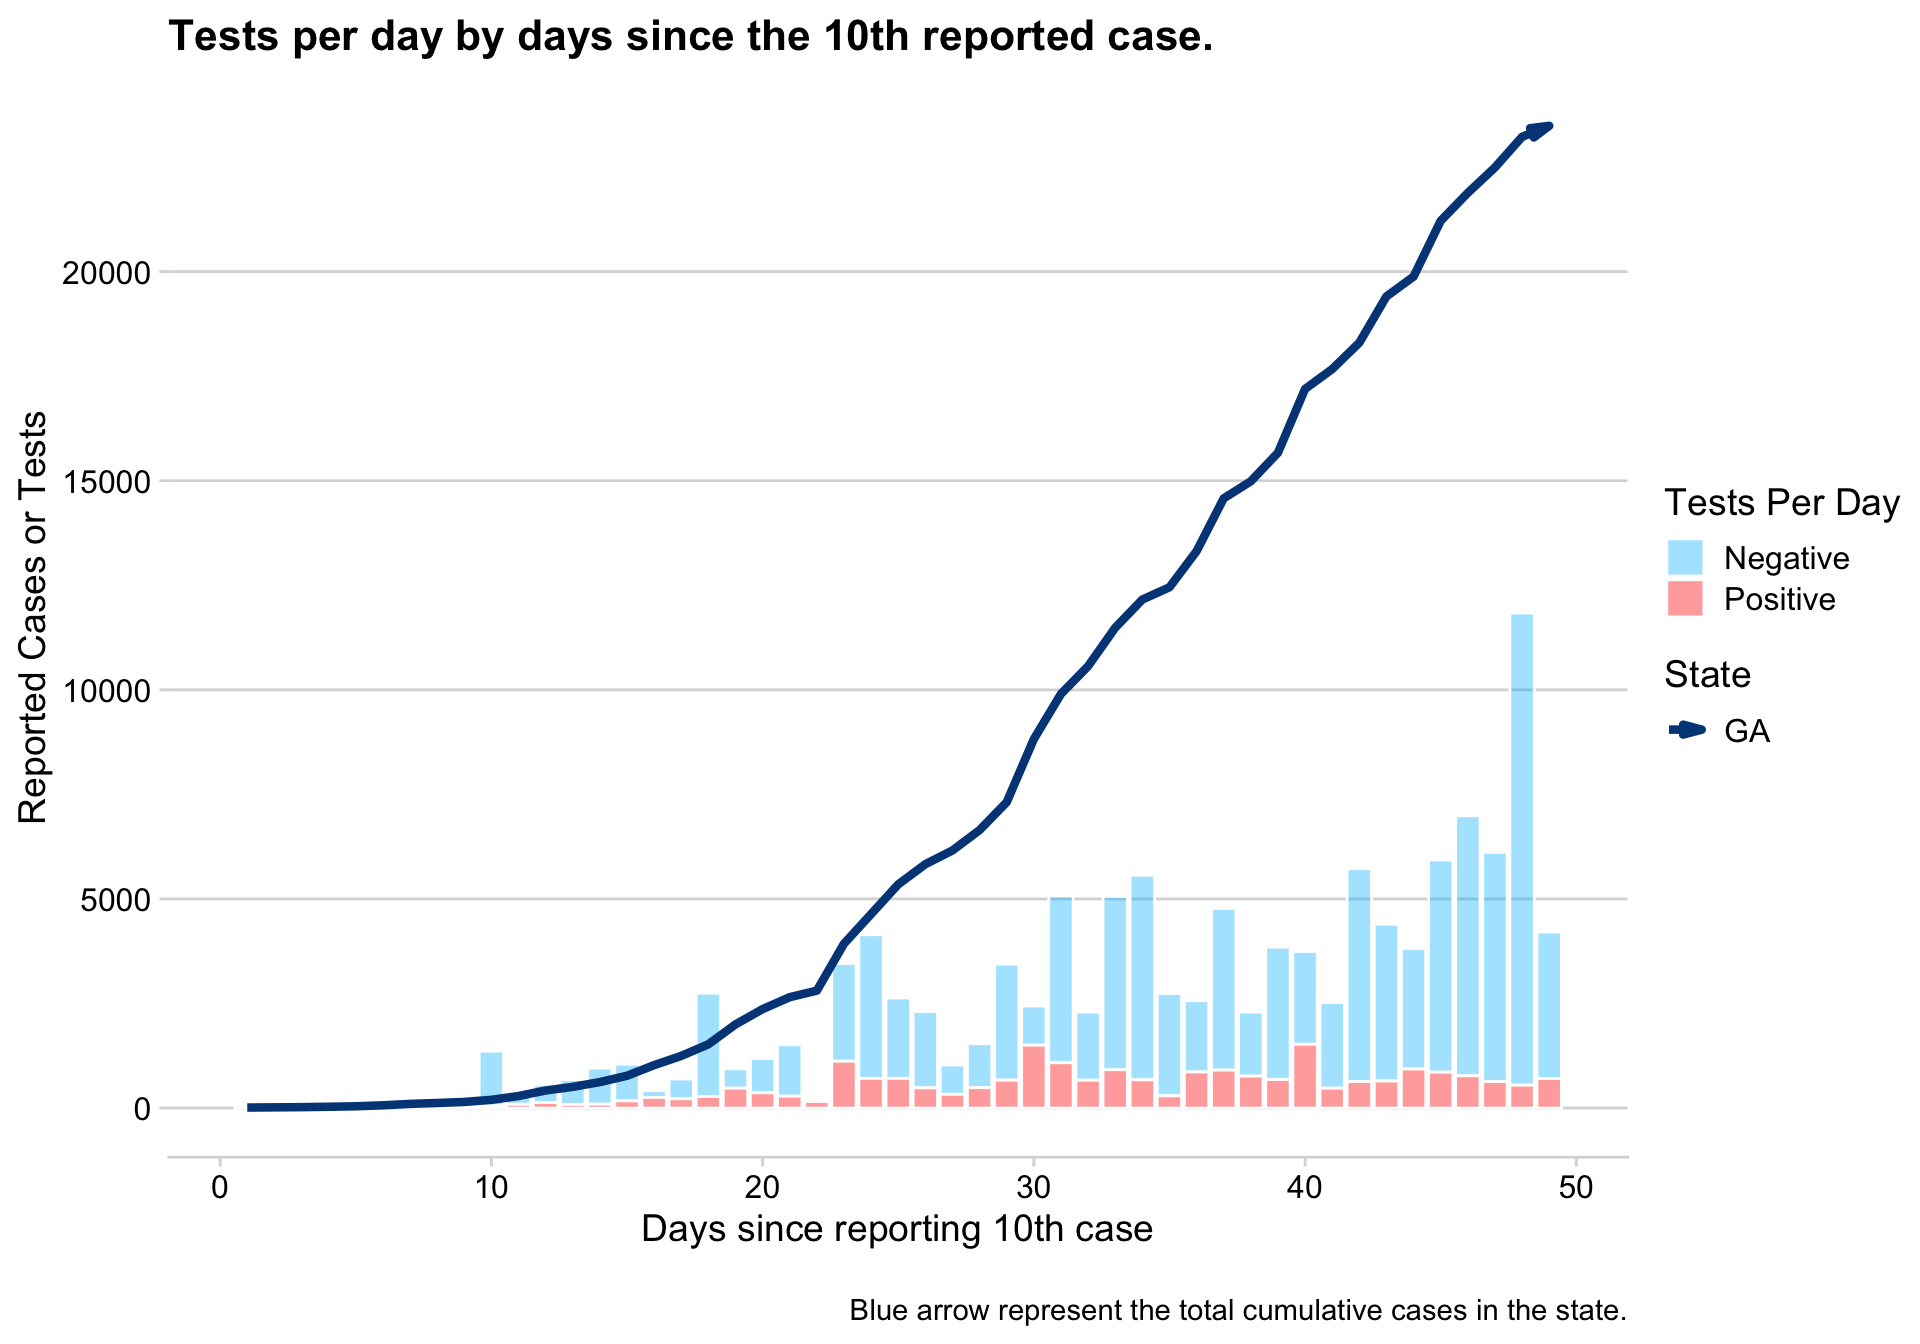 Tests per day by days since the 10th reported case.
Reported Cases or Tests
20000
15000
10000
5000
0
0 10 20 30 40 50
Days since reporting 10th case
Tests Per Day
Negative
Positive
State
GA
Blue arrow represent the total cumulative cases in the state.